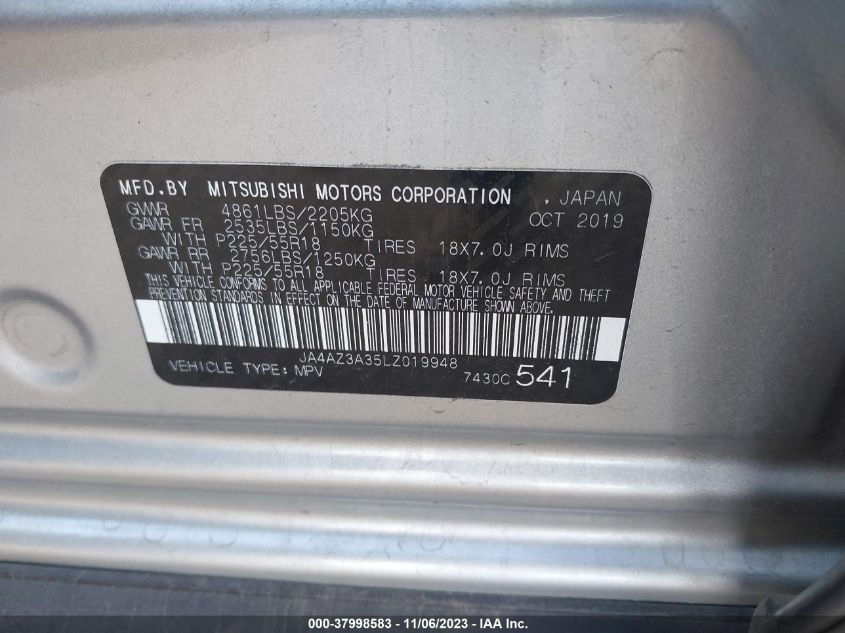 MFD.BY MITSUBISHI MOTORS CORPORATION , JAPAN
GVWR 4861LBS/2205KG OCT 2019
GAWR FR 2535LBS/1150KG
WITH P225/55R18 TIRES 18X7.0J RIMS
GAWR RR 2756LBS/1250KG
WITH P225/55R18 TIRES 18X7.0J RIMS
THIS VEHICLE CONFORMS TO ALL APPLICABLE FEDERAL MOTOR VEHICLE SAFETY AND THEFT
PREVENTION STANDARDS IN EFFECT ON THE DATE OF MANUFACTURE SHOWN ABOVE.
JA4AZ3A35LZ019948
VEHICLE TYPE: MPV 7430C 541
000-37998583 - 11/06/2023 - © IAA Inc.